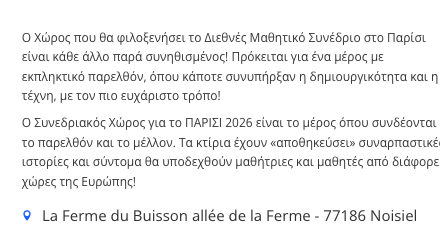 Ο Χώρος που θα φιλοξενήσει το Διεθνές Μαθητικό Συνέδριο στο Παρίσι
είναι κάθε άλλο παρά συνηθισμένος! Πρόκειται για ένα μέρος με
εκπληκτικό παρελθόν, όπου κάποτε συνυπήρξαν η δημιουργικότητα και η
τέχνη, με τον πιο ευχάριστο τρόπο!
Ο Συνεδριακός Χώρος για το ΠΑΡΙΣΙ 2026 είναι το μέρος όπου συνδέονται
το παρελθόν και το μέλλον. Τα κτίρια έχουν «αποθηκεύσει»
ιστορίες και σύντομα θα υποδεχθούν μαθήτριες και μαθητές από
χώρες της Ευρώπης!
La Ferme du Buisson allée de la Ferme - 77186 Noisiel